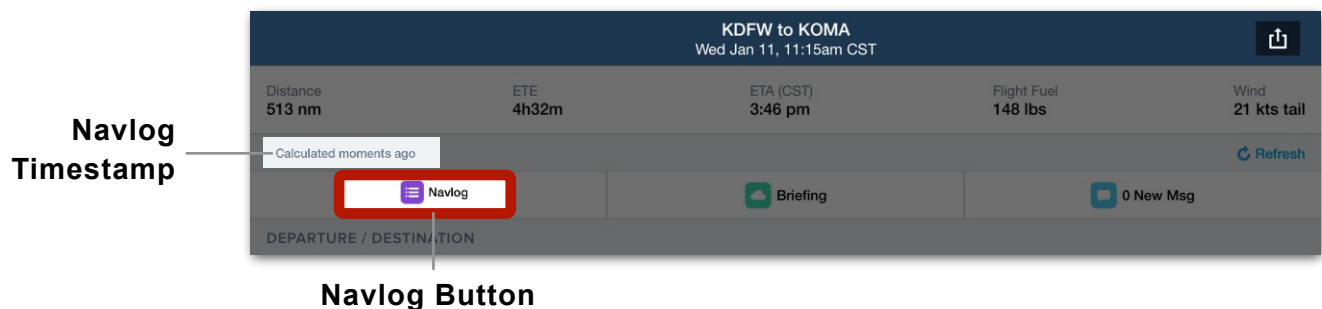 KDFW to KOMA
Wed Jan 11, 11:15am CST
Distance ETE ETA (CST) Flight Fuel Wind
513 nm 4h32m 3:46 pm 148 lbs 21 kts tail
Navlog
Timestamp
Calculated moments ago Refresh
Navlog Briefing 0 New Msg
DEPARTURE / DESTINATION
Navlog Button